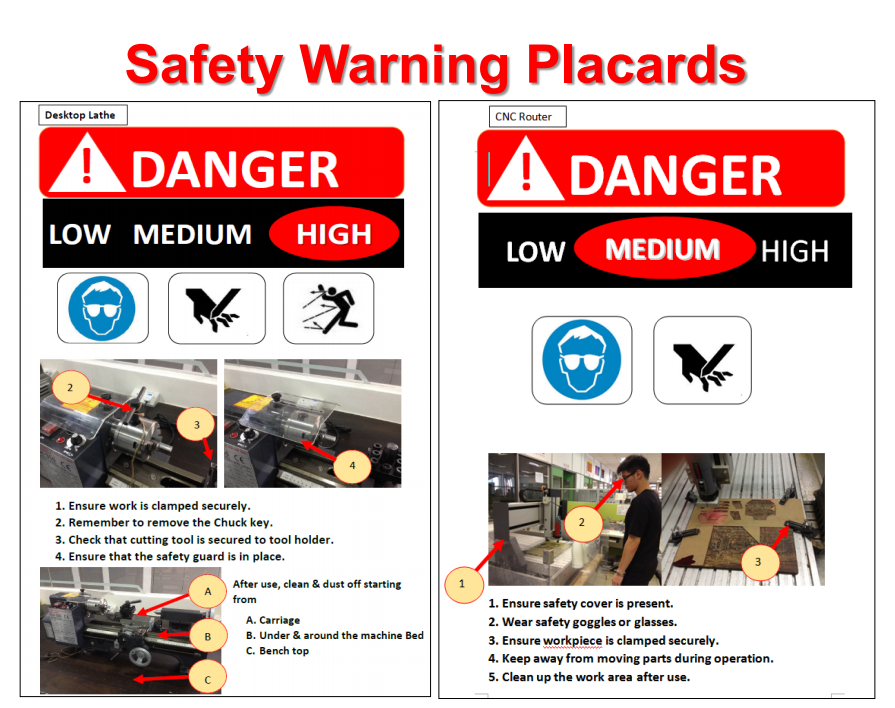 Safety Warning Placards
Desktop Lathe
! DANGER
LOW MEDIUM HIGH
2
3
4
1. Ensure work is clamped securely.
2. Remember to remove the Chuck key.
3. Check that cutting tool is secured to tool holder.
4. Ensure that the safety guard is in place.
A
B
C
After use, clean & dust off starting
from
A. Carriage
B. Under & around the machine Bed
C. Bench top
CNC Router
! DANGER
LOW MEDIUM HIGH
1
2
3
1. Ensure safety cover is present.
2. Wear safety goggles or glasses.
3. Ensure workpiece is clamped securely.
4. Keep away from moving parts during operation.
5. Clean up the work area after use.